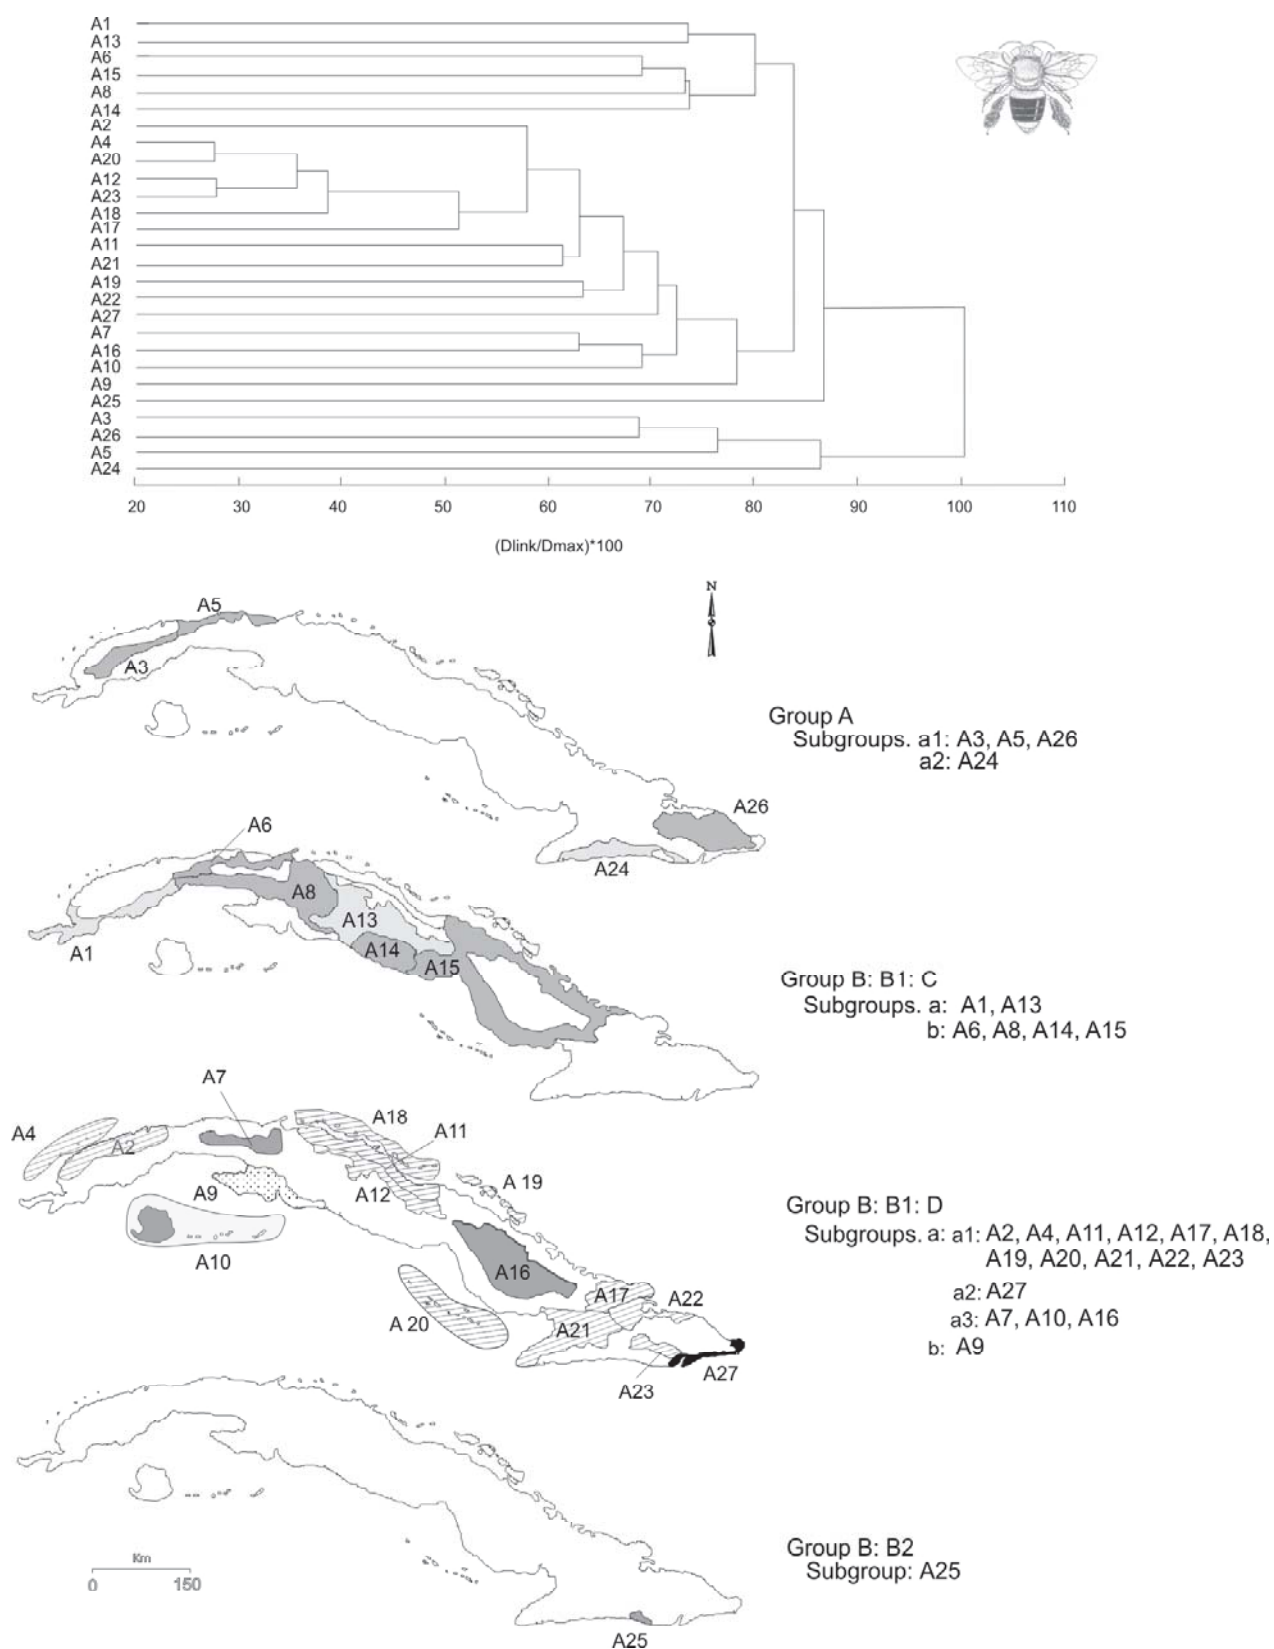 A1
A13
A6
A15
A8
A14
A2
A4
A20
A12
A23
A18
A17
A11
A21
A19
A22
A27
A7
A16
A10
A9
A25
A3
A26
A5
A24
20 30 40 50 60 70 80 90 100 110
(Dlink/Dmax)*100
N
A5
A3
A26
A24
Group A
Subgroups. a1: A3, A5, A26
a2: A24
A6
A8
A13
A14
A15
A1
Group B: B1: C
Subgroups. a: A1, A13
b: A6, A8, A14, A15
A7
A18
A4
A2
A11
A9
A12
A 19
A10
A16
A17
A22
A 20
A21
A23
A27
Group B: B1: D
Subgroups. a: a1: A2, A4, A11, A12, A17, A18,
A19, A20, A21, A22, A23
a2: A27
a3: A7, A10, A16
b: A9
Km
0 150
A25
Group B: B2
Subgroup: A25